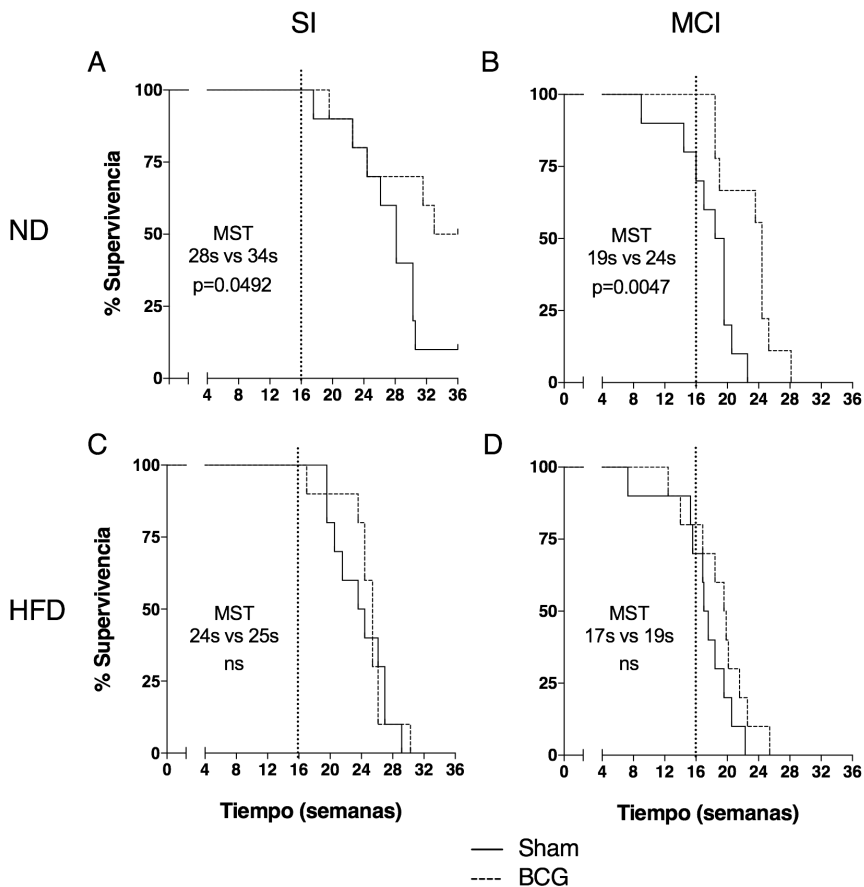 SI
MCI
A
B
ND
% Supervivencia
100
75
50
25
0
MST
28s vs 34s
p=0.0492
4 8 12 16 20 24 28 32 36
100
75
50
25
0
MST
19s vs 24s
p=0.0047
0 4 8 12 16 20 24 28 32 36
C
D
HFD
% Supervivencia
100
75
50
25
0
MST
24s vs 25s
ns
0 4 8 12 16 20 24 28 32 36
Tiempo (semanas)
100
75
50
25
0
MST
17s vs 19s
ns
0 4 8 12 16 20 24 28 32 36
Tiempo (semanas)
Sham
BCG